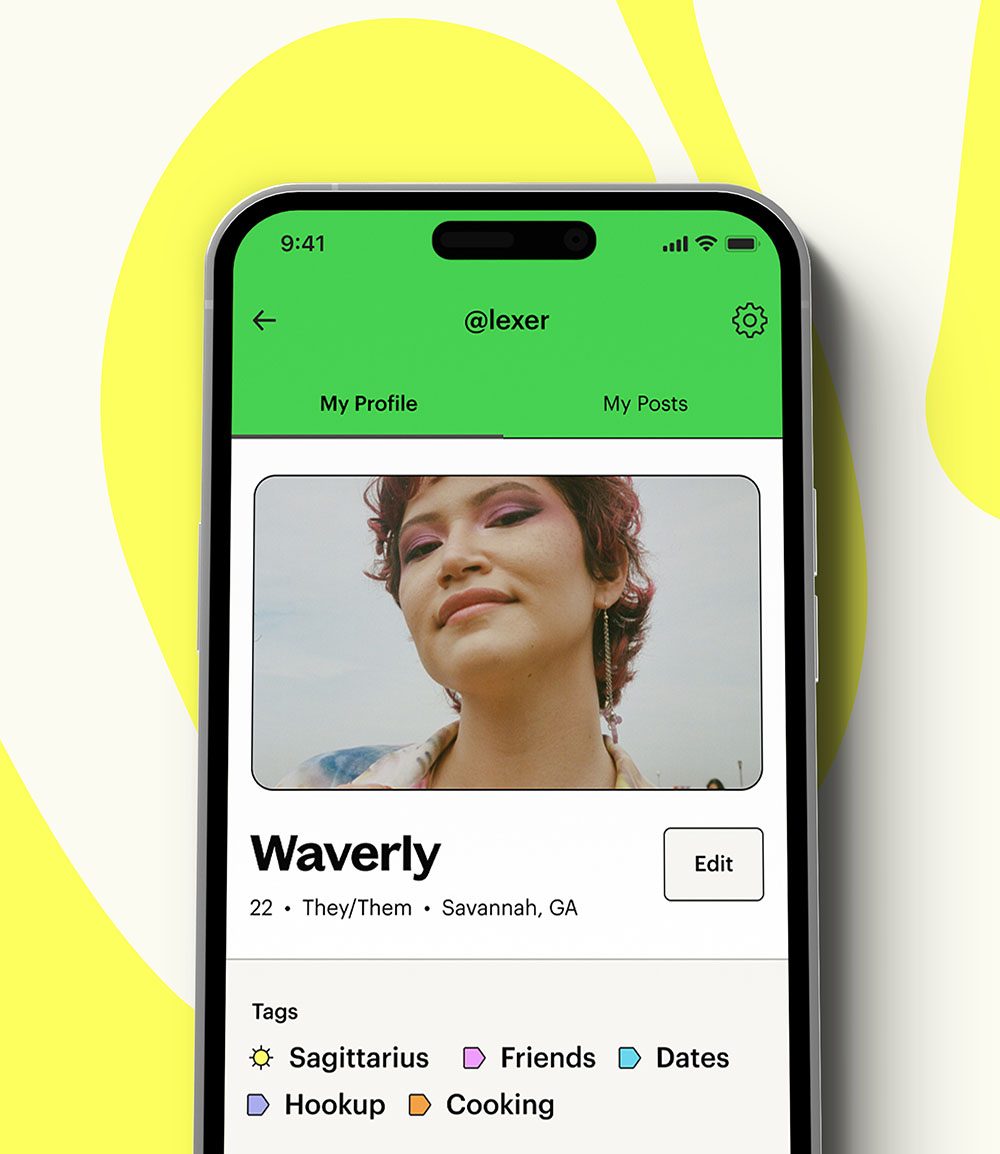 9:41
@lexer
My Profile My Posts
Waverly
Edit
22 • They/Them • Savannah, GA
Tags
Sagittarius Friends Dates
Hookup Cooking